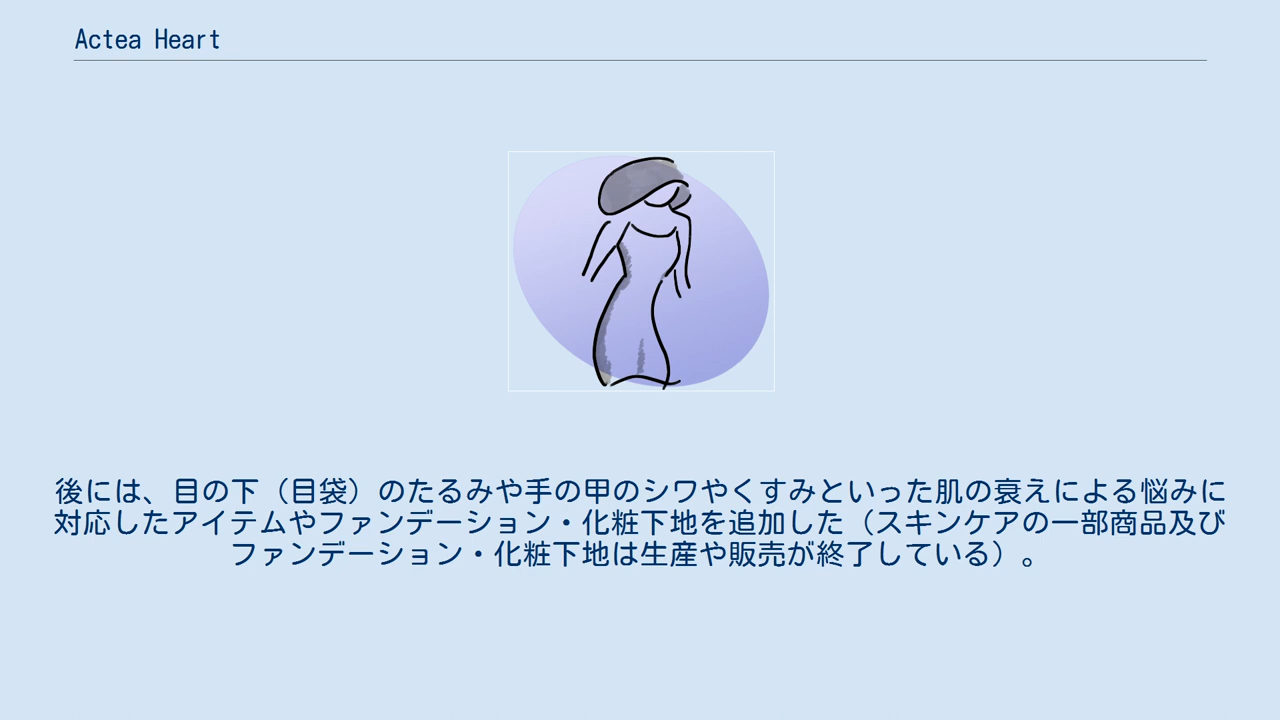 Actea Heart
後には、目の下（目袋）のたるみや手の甲のシワやくすみといった肌の衰えによる悩みに
対応したアイテムやファンデーション・化粧下地を追加した（スキンケアの一部商品及び
ファンデーション・化粧下地は生産や販売が終了している）。